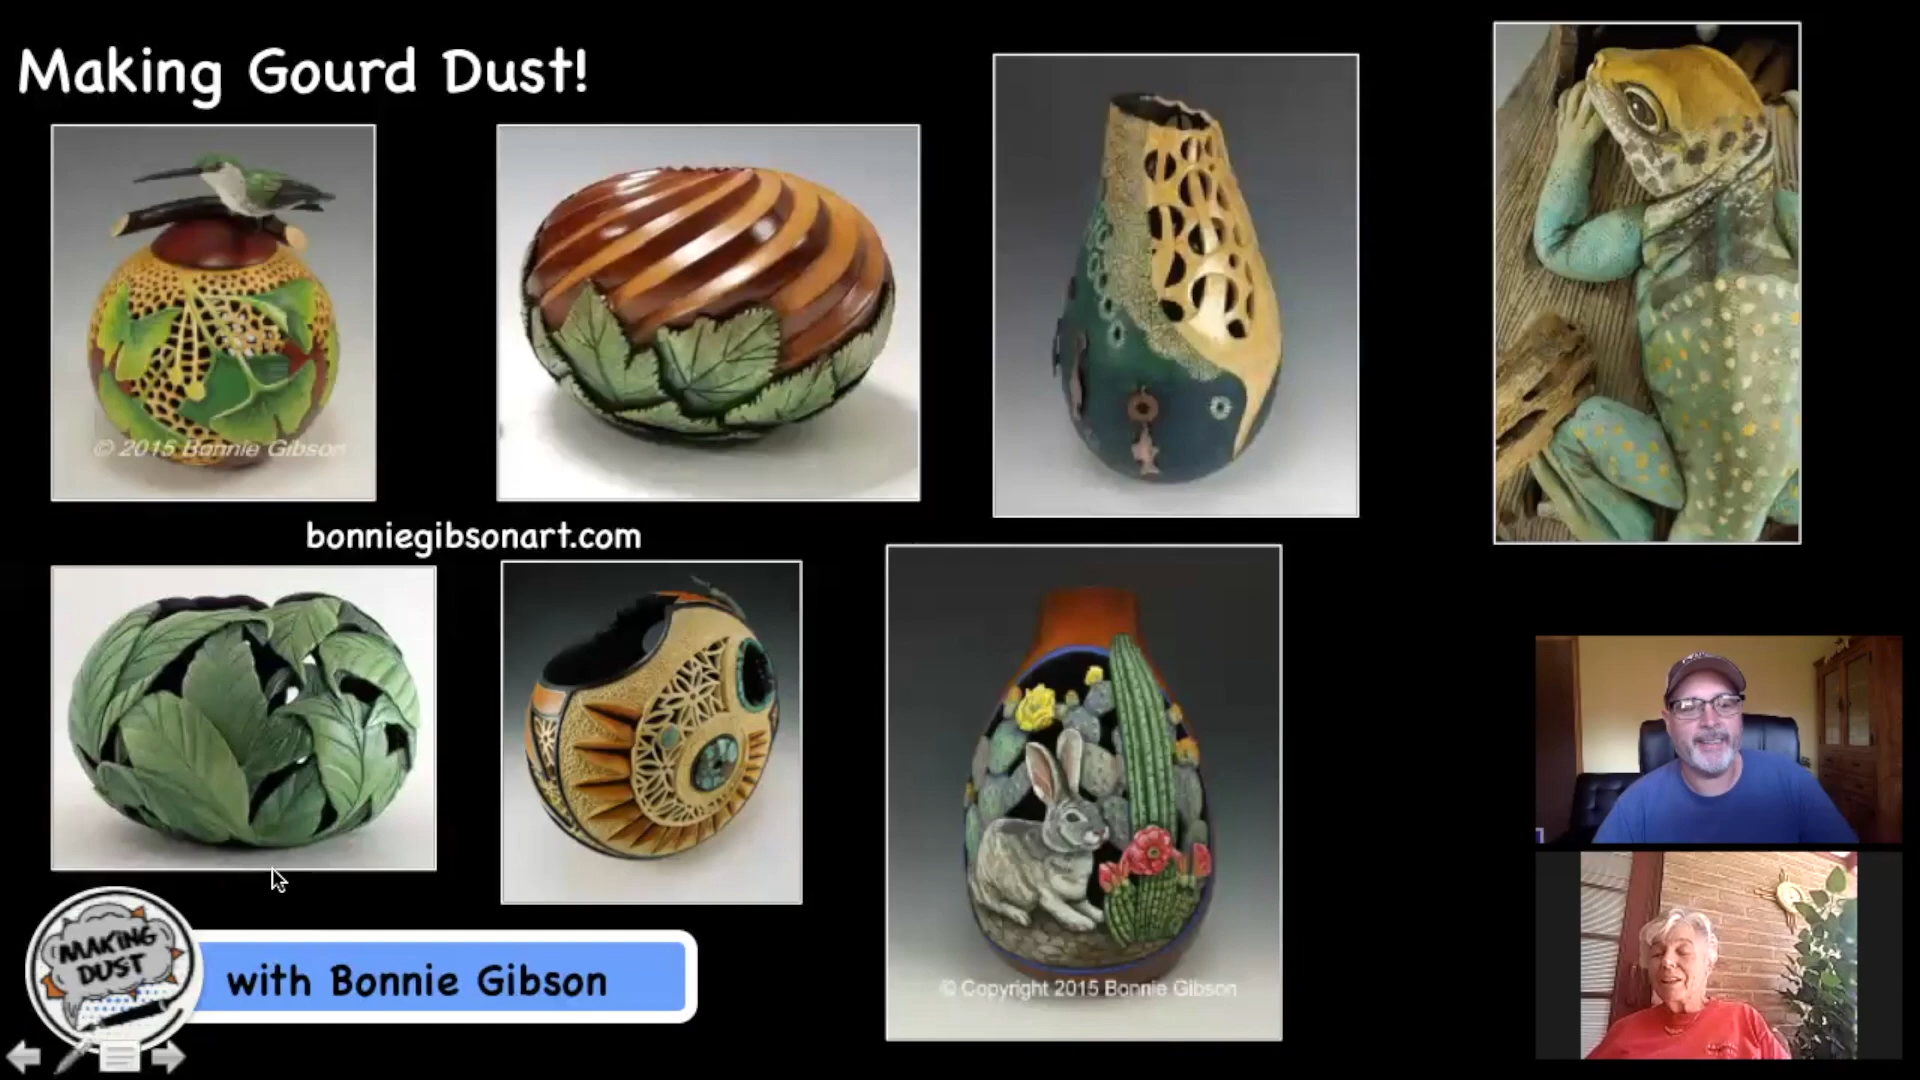 Making Gourd Dust!
© 2015 Bonnie Gibson
bonniegibsonart.com
© Copyright 2015 Bonnie Gibson
MAKING
DUST
with Bonnie Gibson